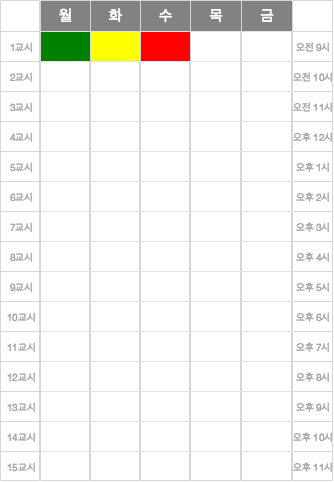 월 화 수 목 금
1교시 오전 9시
2교시 오전 10시
3교시 오전 11시
4교시 오후 12시
5교시 오후 1시
6교시 오후 2시
7교시 오후 3시
8교시 오후 4시
9교시 오후 5시
10교시 오후 6시
11교시 오후 7시
12교시 오후 8시
13교시 오후 9시
14교시 오후 10시
15교시 오후 11시